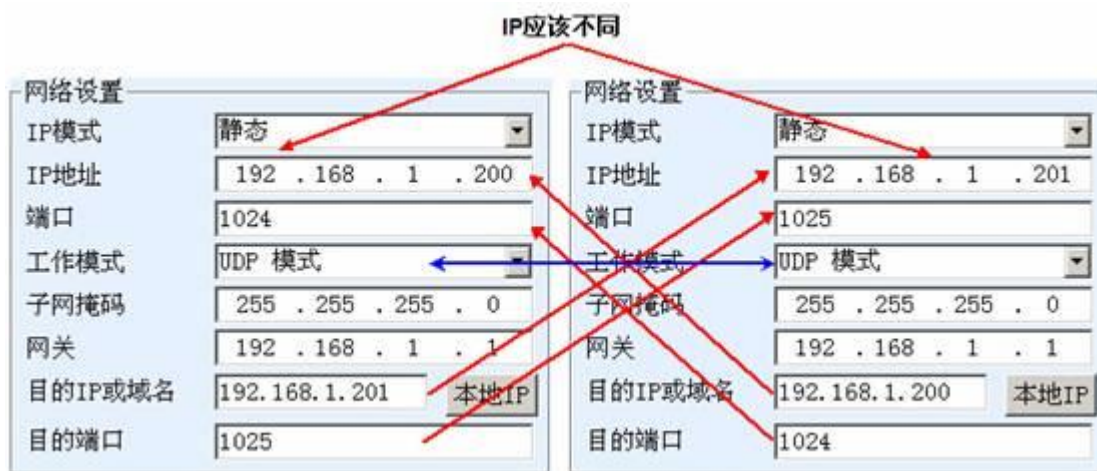 IP应该不同
网络设置
IP模式 静态
IP地址 192 .168 . 1 .200
端口 1024
工作模式 UDP 模式
子网掩码 255 .255 .255 . 0
网关 192 .168 . 1 . 1
目的IP或域名 192.168.1.201 本地IP
目的端口 1025
网络设置
IP模式 静态
IP地址 192 .168 . 1 .201
端口 1025
工作模式 UDP 模式
子网掩码 255 .255 .255 . 0
网关 192 .168 . 1 . 1
目的IP或域名 192.168.1.200 本地IP
目的端口 1024